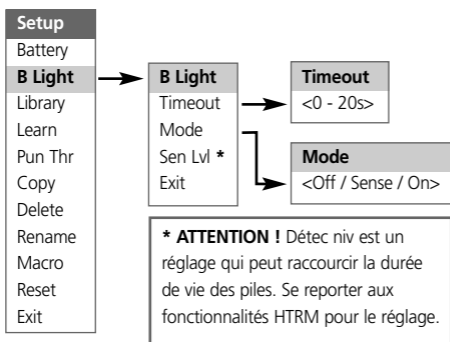 Setup
Battery
B Light
Library
Learn
Pun Thr
Copy
Delete
Rename
Macro
Reset
Exit
B Light
Timeout
Mode
Sen Lvl *
Exit
Timeout
<0 - 20s>
Mode
<Off / Sense / On>
* ATTENTION ! Détec niv est un
réglage qui peut raccourcir la durée
de vie des piles. Se reporter aux
fonctionnalités HTRM pour le réglage.